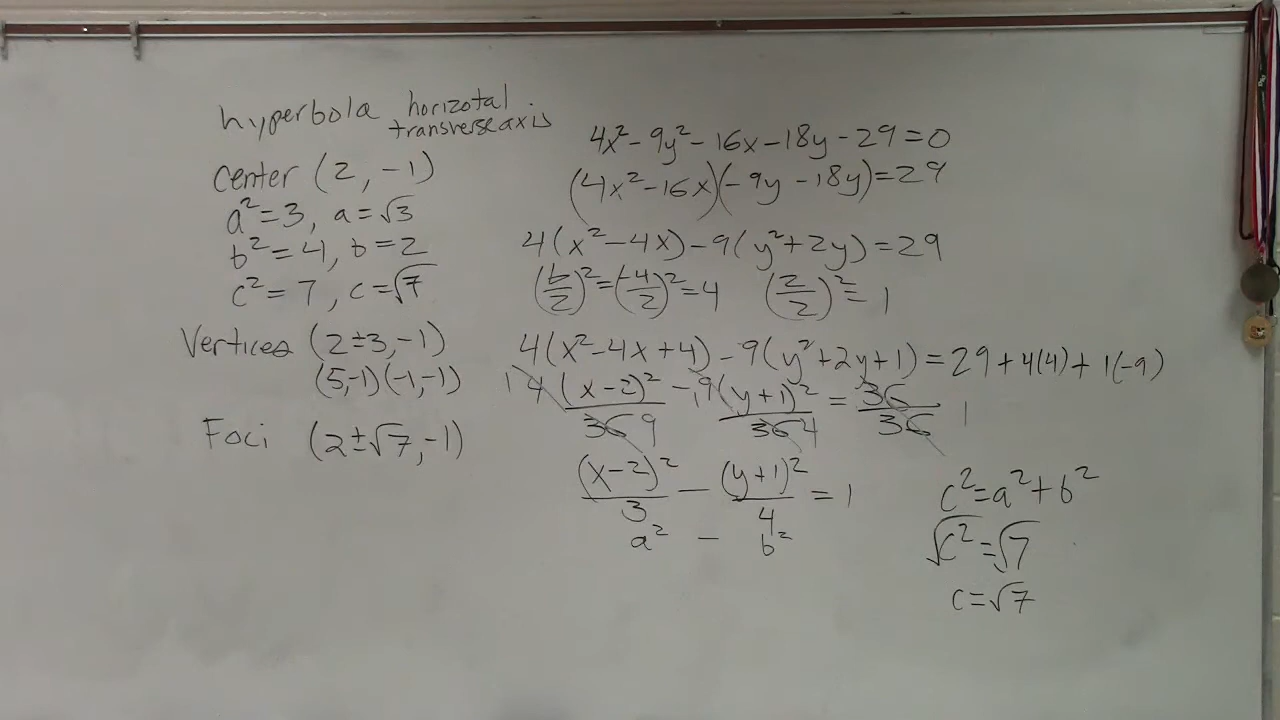 hyperbola horizotal
transverse axis
center (2, -1)
a²=3, a=√3
b²=4, b=2
c²=7, c=√7
Vertices (2±3,-1)
(5,-1)(-1,-1)
Foci (2±√7,-1)
4x²-9y²-16x-18y-29=0
(4x²-16x)(-9y-18y)=29
4(x²-4x)-9(y²+2y)=29
(b/2)²=(-4/2)²=4 (2/2)²=1
4(x²-4x+4)-9(y²+2y+1)=29+4(4)+1(-9)
1 4(x-2)²/36 9 - 9(y+1)²/36 4 = 36/36 1
(x-2)²/3 - (y+1)²/4 = 1
a² - b²
c²=a²+b²
√c²=√7
c=√7